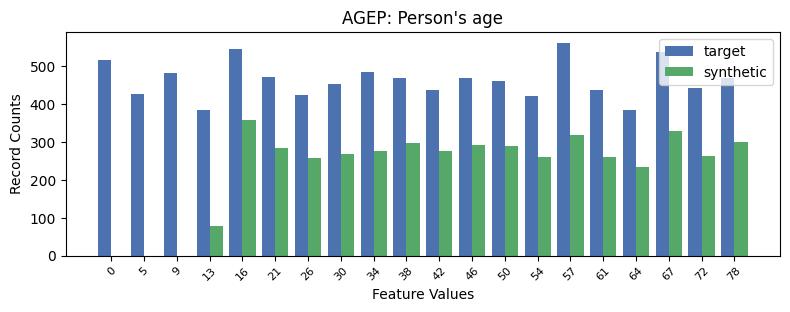 AGEP: Person's age
target
synthetic
Record Counts
500
400
300
200
100
0
0 5 9 13 16 21 26 30 34 38 42 46 50 54 57 61 64 67 72 78
Feature Values